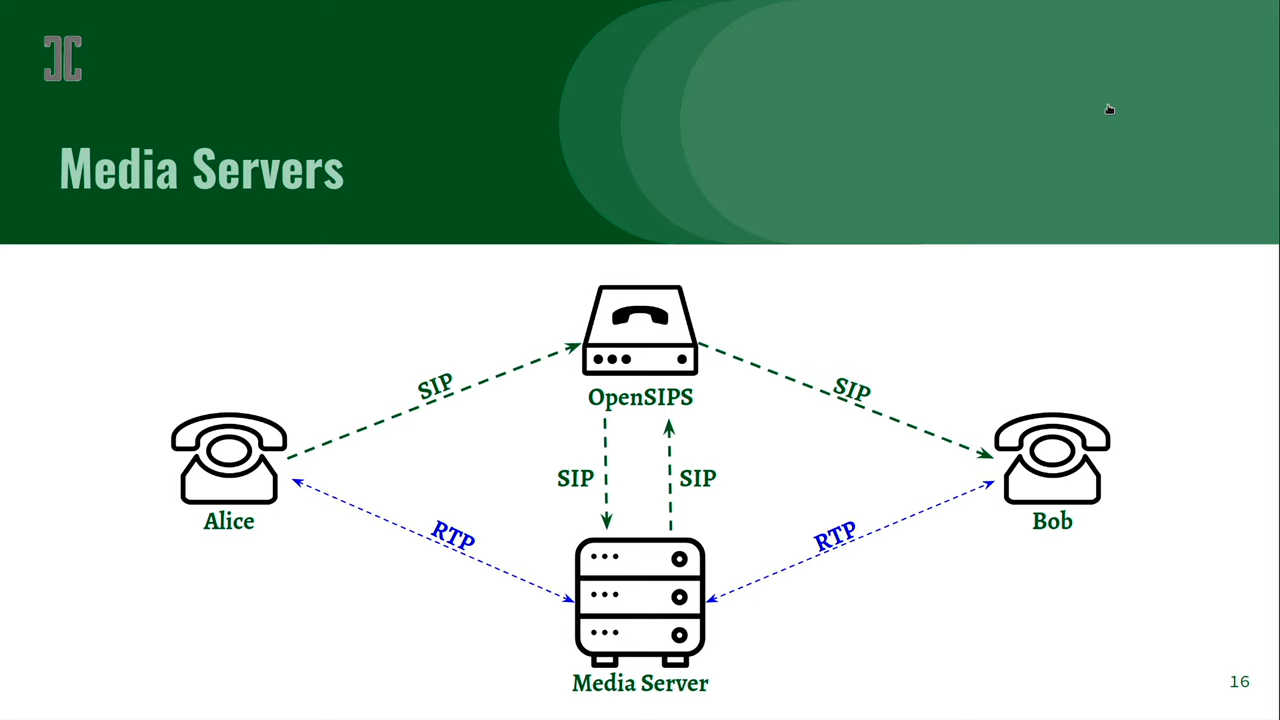 Media Servers
OpenSIPS
SIP
SIP
Alice
Bob
SIP
SIP
RTP
RTP
Media Server
16